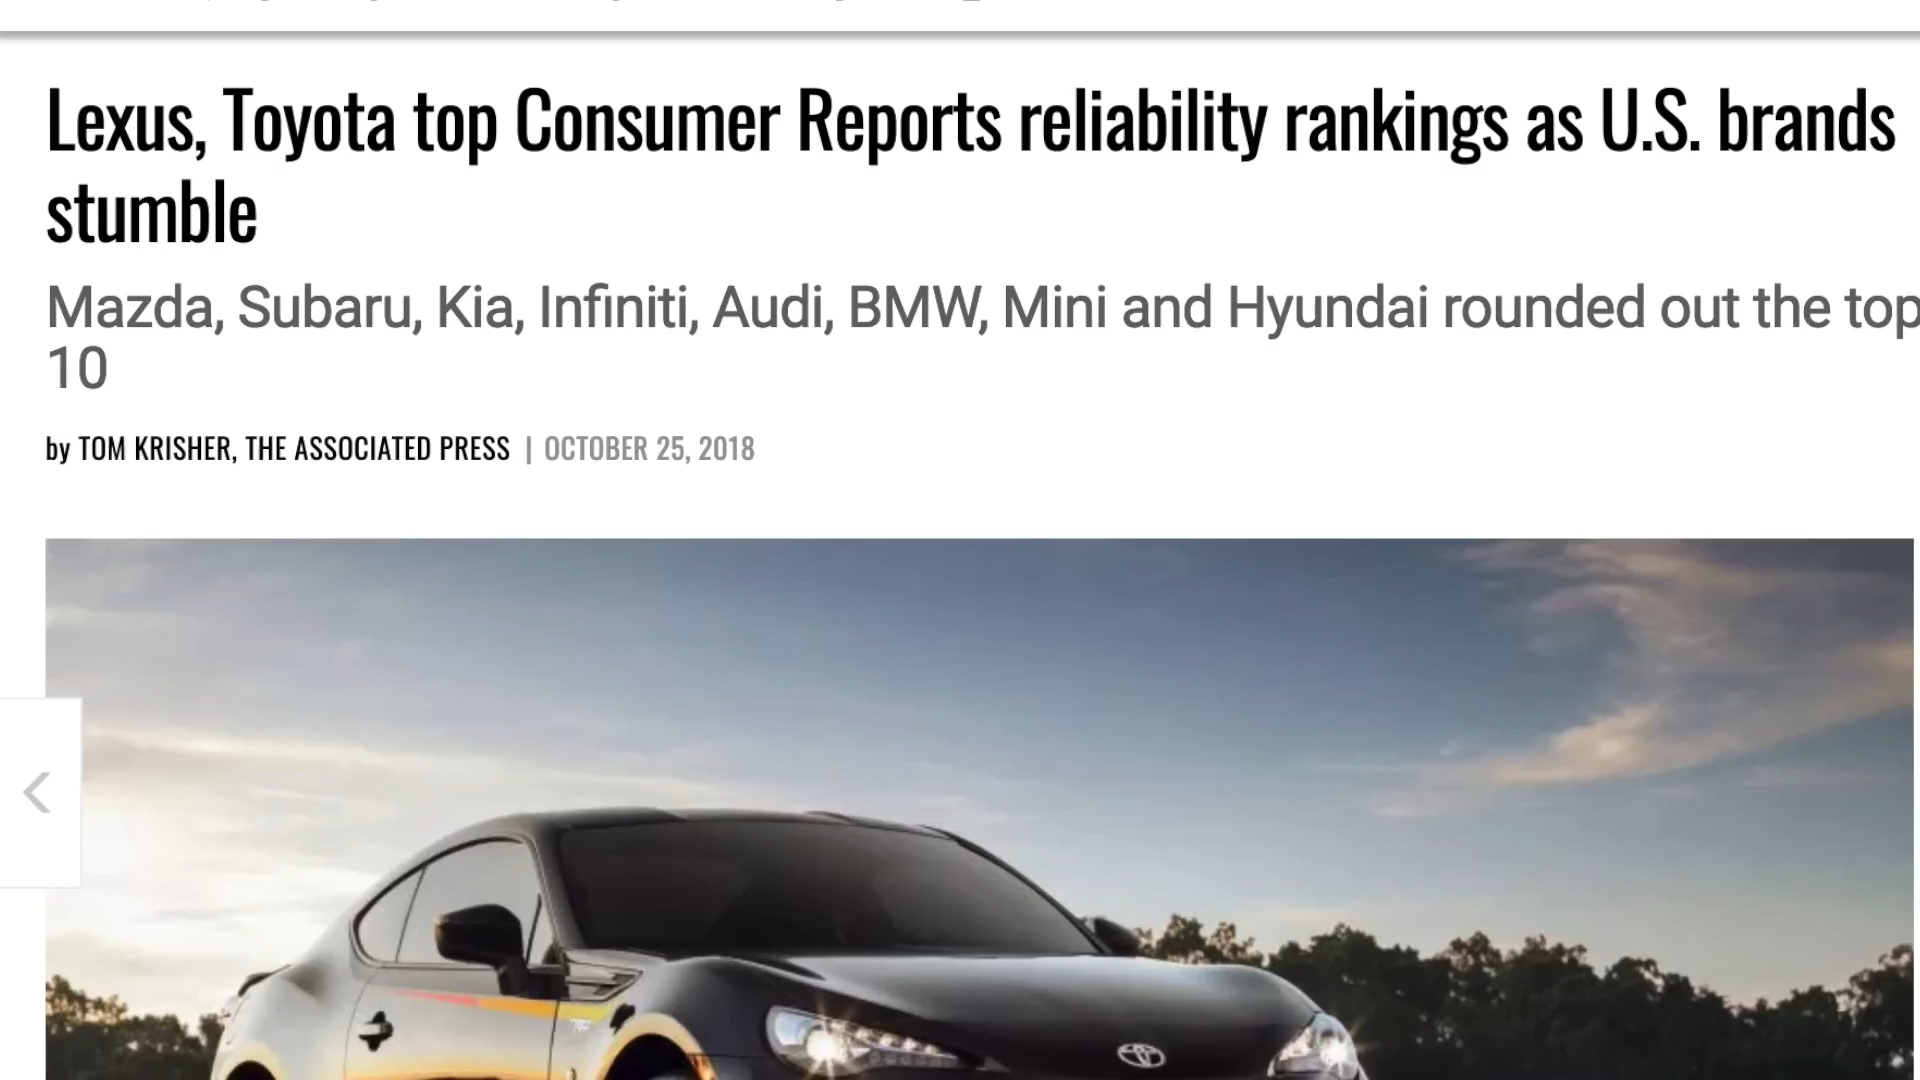 Lexus, Toyota top Consumer Reports reliability rankings as U.S. brands
stumble
Mazda, Subaru, Kia, Infiniti, Audi, BMW, Mini and Hyundai rounded out the top
10
by TOM KRISHER, THE ASSOCIATED PRESS | OCTOBER 25, 2018